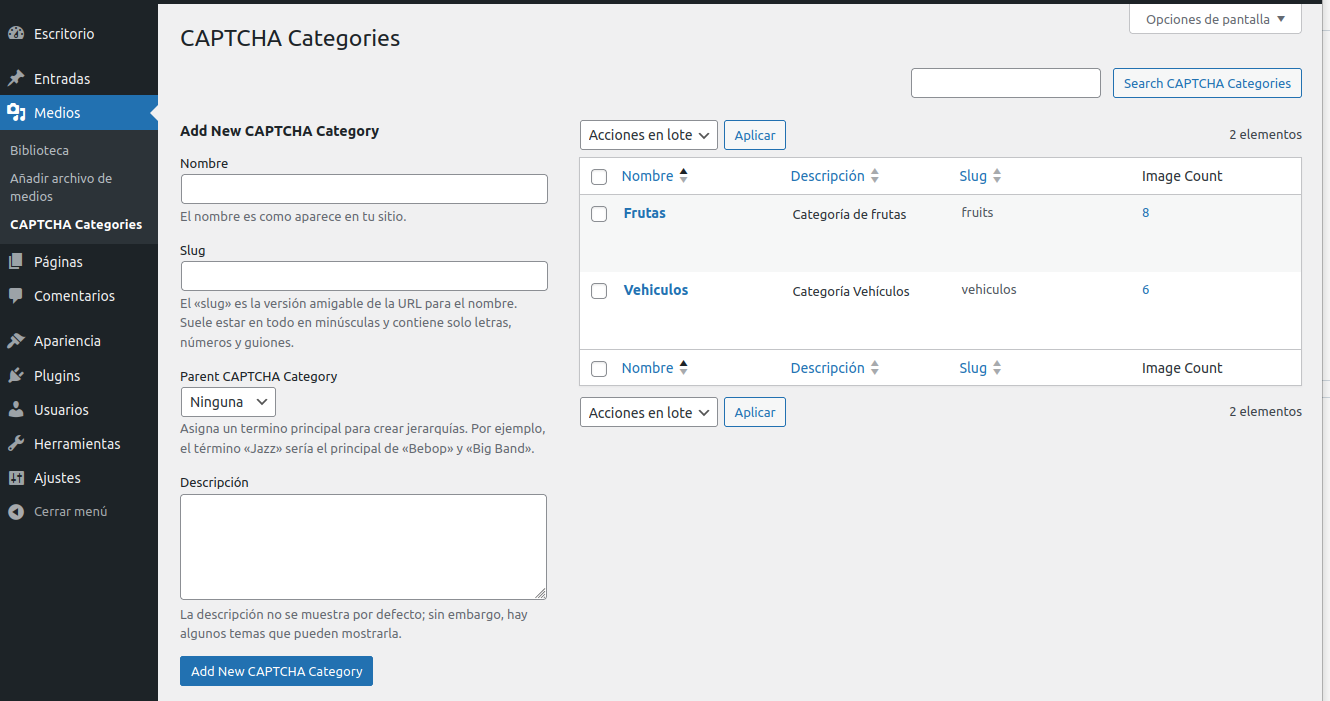 Escritorio
Entradas
Medios
Biblioteca
Añadir archivo de
medios
CAPTCHA Categories
Páginas
Comentarios
Apariencia
Plugins
Usuarios
Herramientas
Ajustes
Cerrar menú
Opciones de pantalla
CAPTCHA Categories
Search CAPTCHA Categories
Add New CAPTCHA Category
Nombre
El nombre es como aparece en tu sitio.
Slug
El «slug» es la versión amigable de la URL para el nombre.
Suele estar en todo en minúsculas y contiene solo letras,
números y guiones.
Parent CAPTCHA Category
Ninguna
Asigna un termino principal para crear jerarquías. Por ejemplo,
el término «Jazz» sería el principal de «Bebop» y «Big Band».
Descripción
La descripción no se muestra por defecto; sin embargo, hay
algunos temas que pueden mostrarla.
Add New CAPTCHA Category
Acciones en lote Aplicar 2 elementos
Nombre Descripción Slug Image Count
Frutas Categoría de frutas fruits 8
Vehiculos Categoría Vehículos vehiculos 6
Nombre Descripción Slug Image Count
Acciones en lote Aplicar 2 elementos